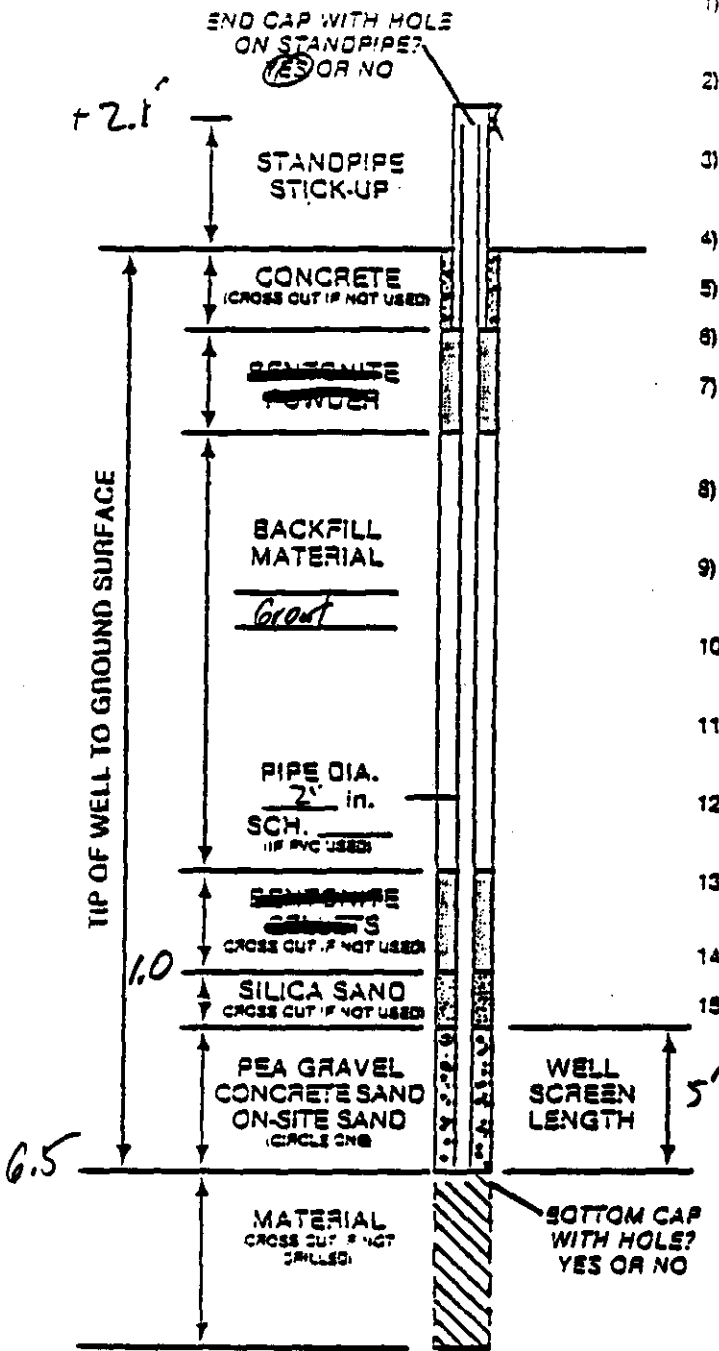 END CAP WITH HOLE
ON STANDPIPE?
YES OR NO
+2.1'
STANDPIPE
STICK-UP
CONCRETE
(CROSS OUT IF NOT USED)
BENTONITE
POWDER
BACKFILL
MATERIAL
Grout
PIPE DIA.
2" in.
SCH.
(IF PVC USED)
BENTONITE
PELLETS
CROSS OUT IF NOT USED)
1.0
SILICA SAND
CROSS OUT IF NOT USED)
PEA GRAVEL
CONCRETE SAND
ON-SITE SAND
(CIRCLE ONE)
WELL
SCREEN
LENGTH
5'
6.5
TIP OF WELL TO GROUND SURFACE
MATERIAL
CROSS OUT IF NOT
DRILLED)
BOTTOM CAP
WITH HOLE?
YES OR NO
1)
2)
3)
4)
5)
6)
7)
8)
9)
10
11
12
13
14
15